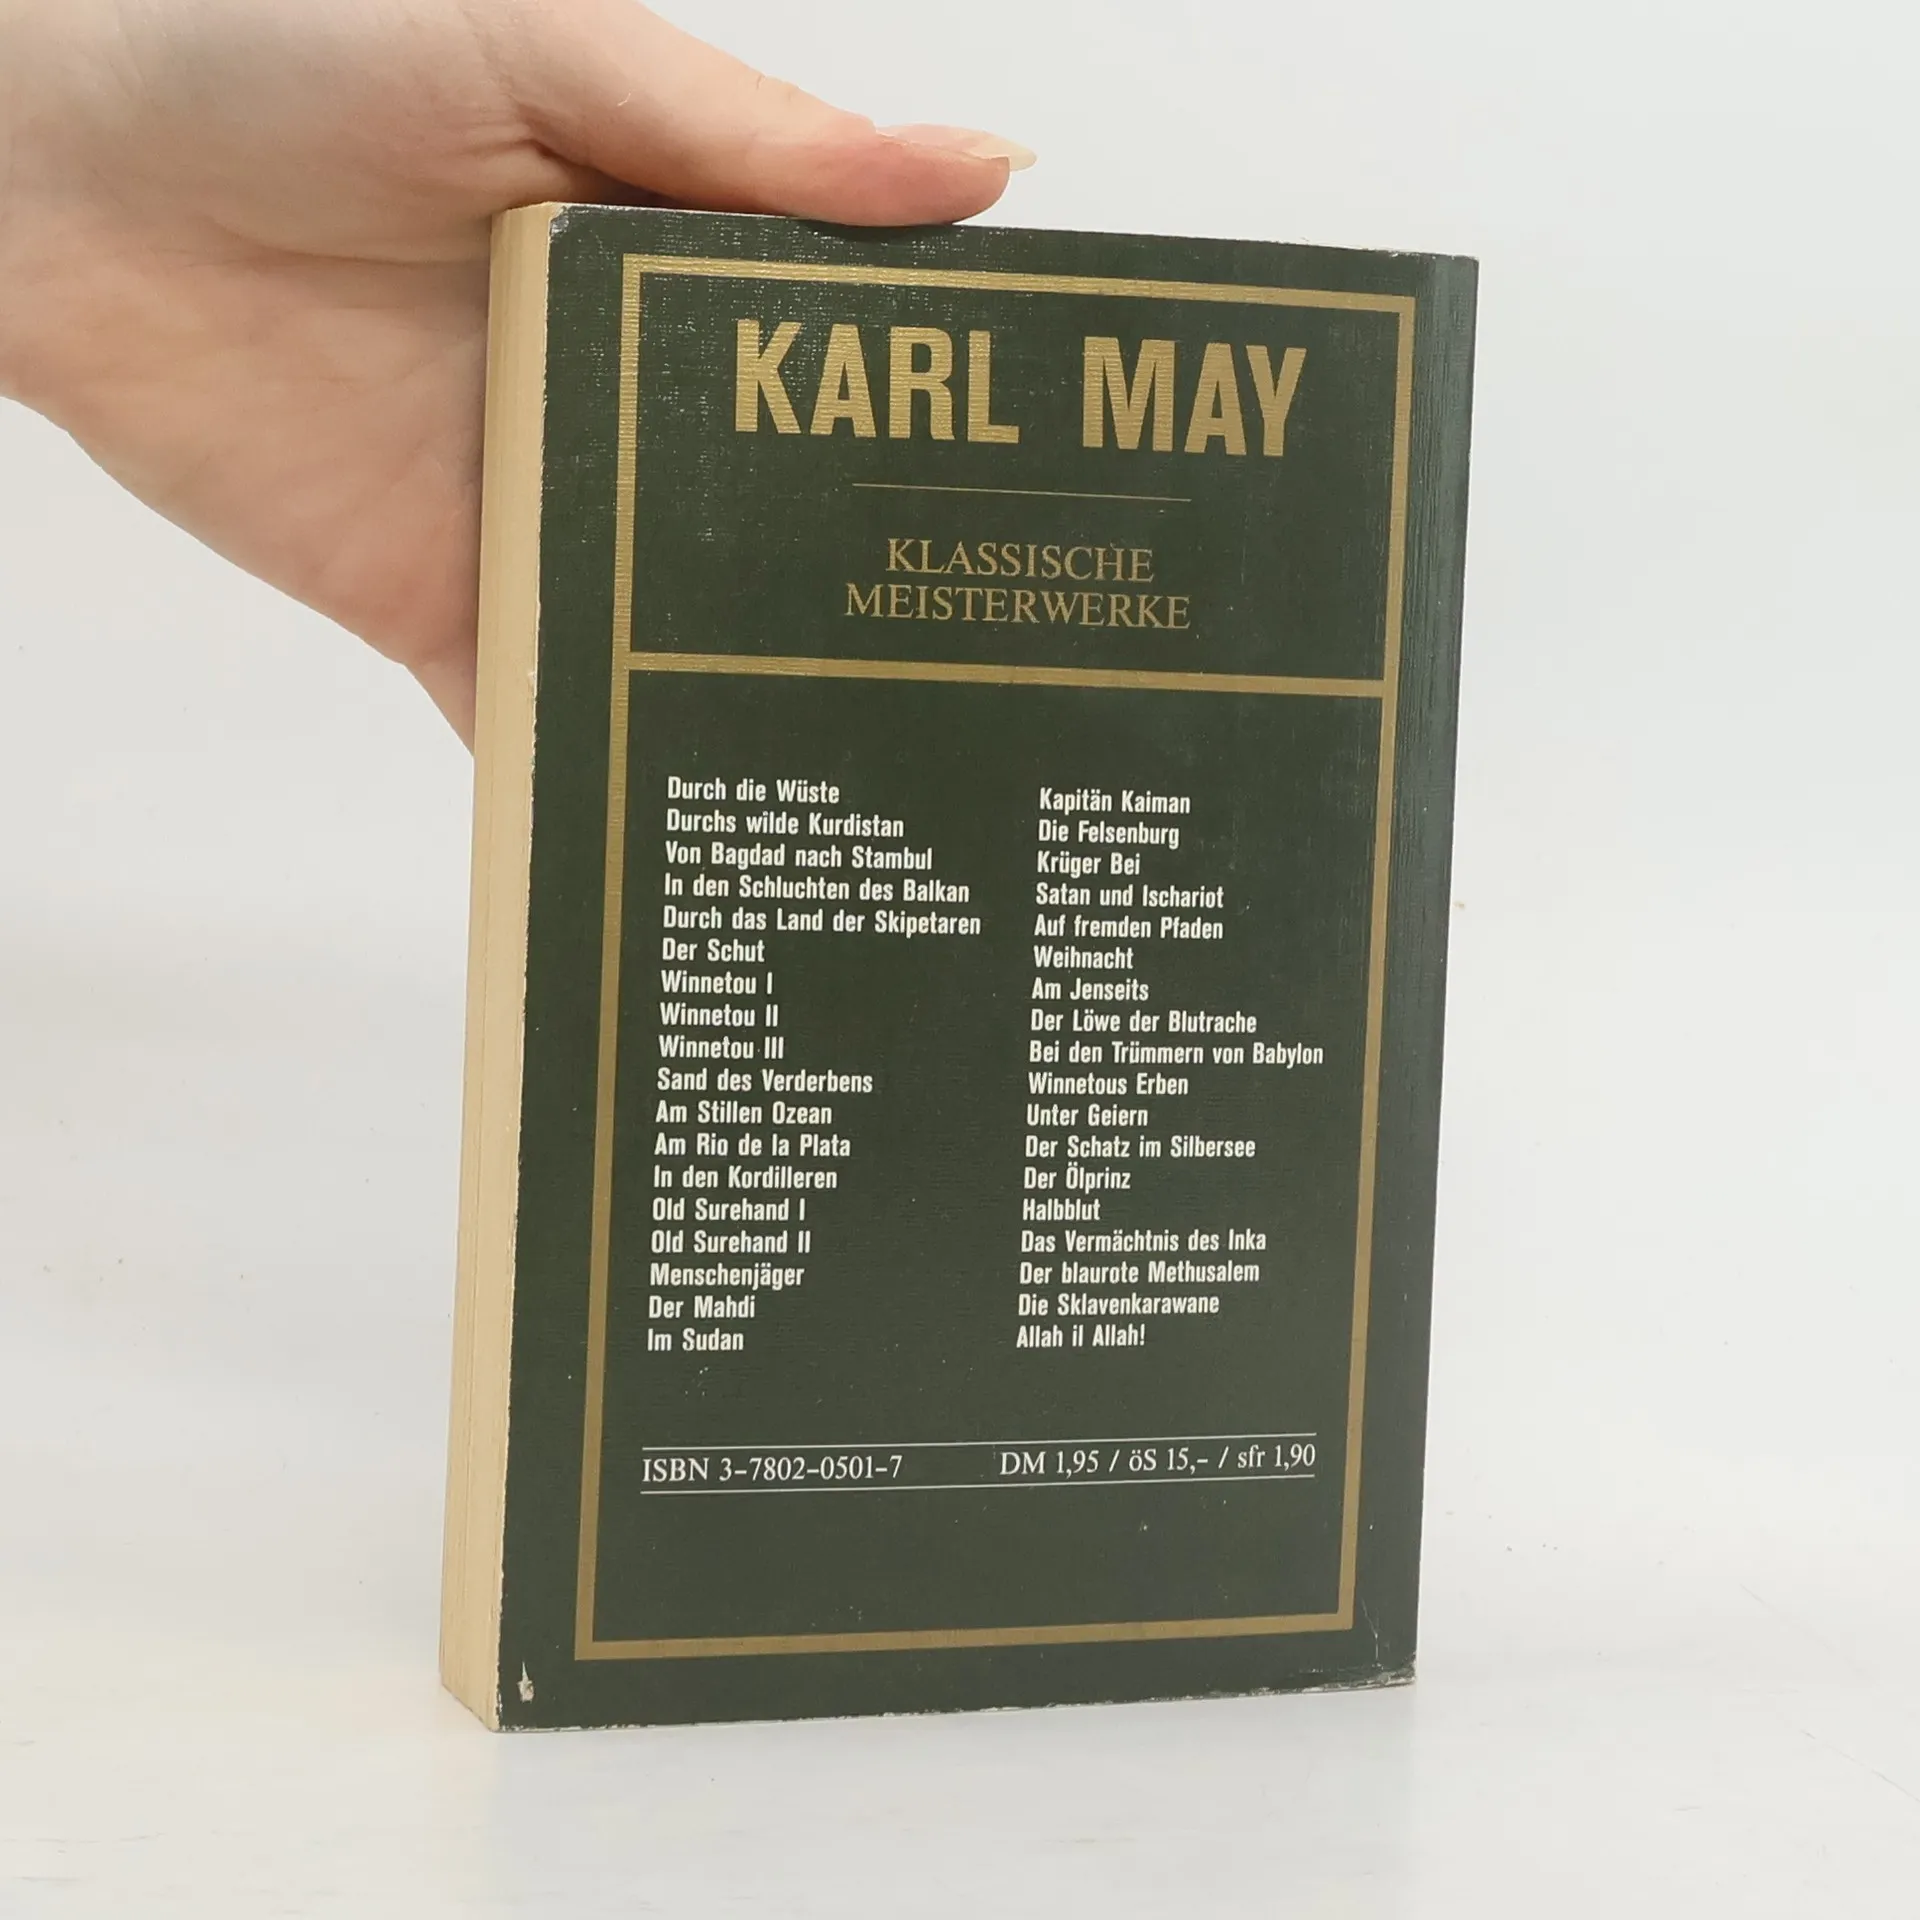 KARL MAY
KLASSISCHE
MEISTERWERKE
Durch die Wüste
Durchs wilde Kurdistan
Von Bagdad nach Stambul
In den Schluchten des Balkan
Durch das Land der Skipetaren
Der Schut
Winnetou I
Winnetou II
Winnetou III
Sand des Verderbens
Am Stillen Ozean
Am Rio de la Plata
In den Kordilleren
Old Surehand I
Old Surehand II
Menschenjäger
Der Mahdi
Im Sudan
Kapitän Kaiman
Die Felsenburg
Krüger Bei
Satan und Ischariot
Auf fremden Pfaden
Weihnacht
Am Jenseits
Der Löwe der Blutrache
Bei den Trümmern von Babylon
Winnetous Erben
Unter Geiern
Der Schatz im Silbersee
Der Ölprinz
Halbblut
Das Vermächtnis des Inka
Der blaurote Methusalem
Die Sklavenkarawane
Allah il Allah!
ISBN 3-7802-0501-7 DM 1,95 / öS 15,- / sfr 1,90